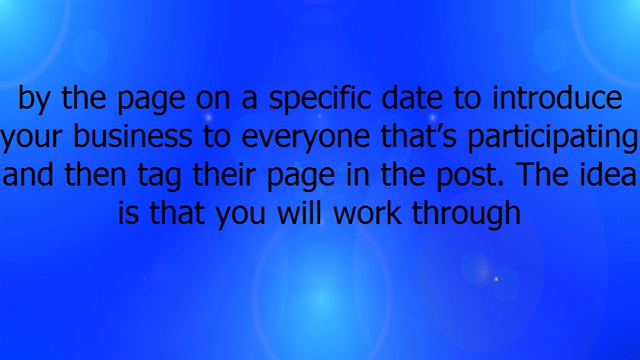 by the page on a specific date to introduce
your business to everyone that’s participating
and then tag their page in the post. The idea
is that you will work through